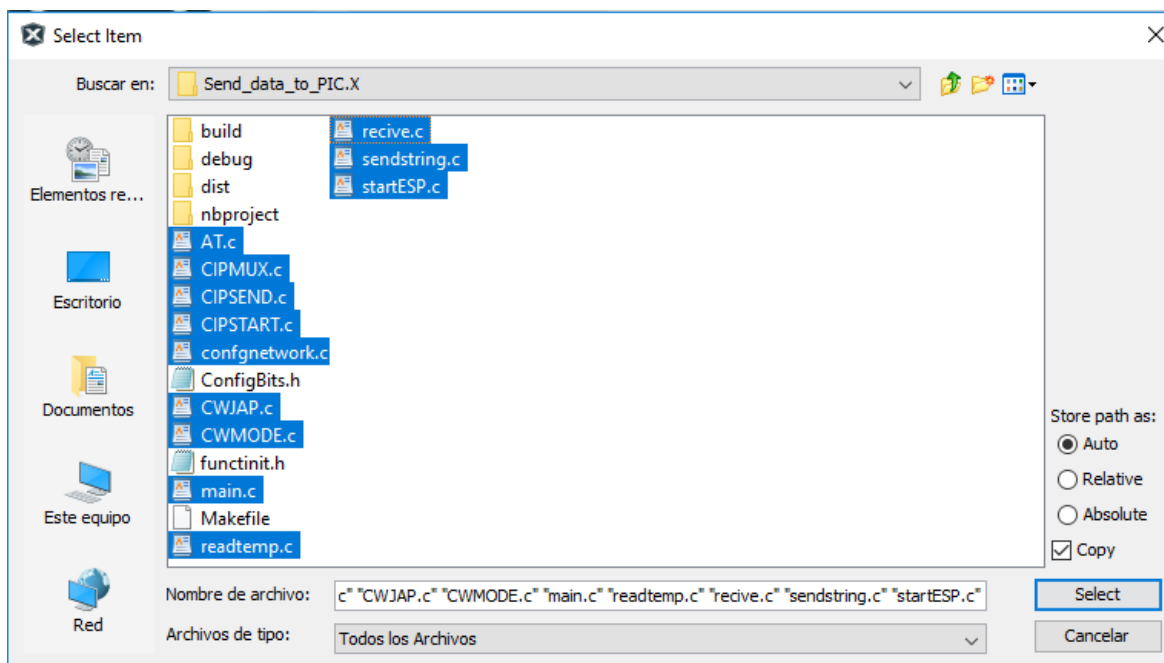 Select Item
Buscar en:
Send_data_to_PIC.X
Elementos re...
Escritorio
Documentos
Este equipo
Red
build
debug
dist
nbproject
AT.c
CIPMUX.c
CIPSEND.c
CIPSTART.c
confgnetwork.c
ConfigBits.h
CWJAP.c
CWMODE.c
functinit.h
main.c
Makefile
readtemp.c
recive.c
sendstring.c
startESP.c
Store path as:
Auto
Relative
Absolute
Copy
Nombre de archivo:
c" "CWJAP.c" "CWMODE.c" "main.c" "readtemp.c" "recive.c" "sendstring.c" "startESP.c"
Select
Archivos de tipo:
Todos los Archivos
Cancelar